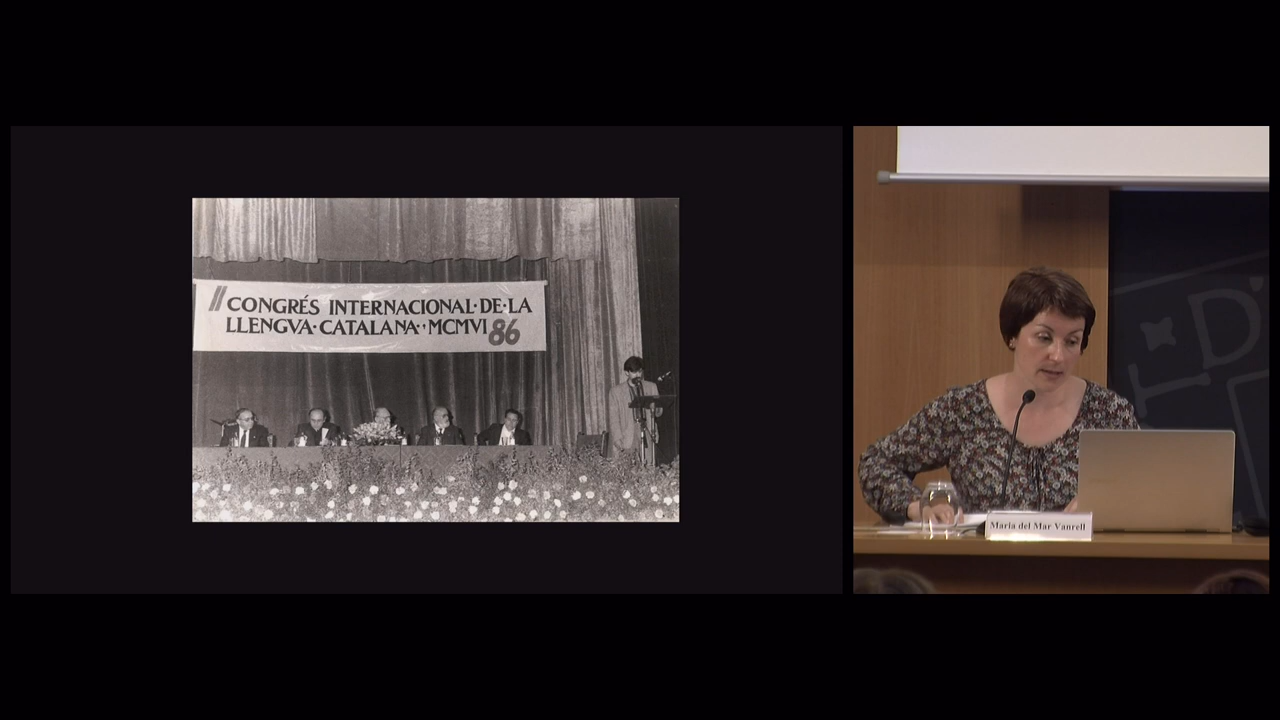 II CONGRÉS INTERNACIONAL·DE·LA
LLENGVA·CATALANA·,MCMVI 86
Maria del Mar Vanrell
D'